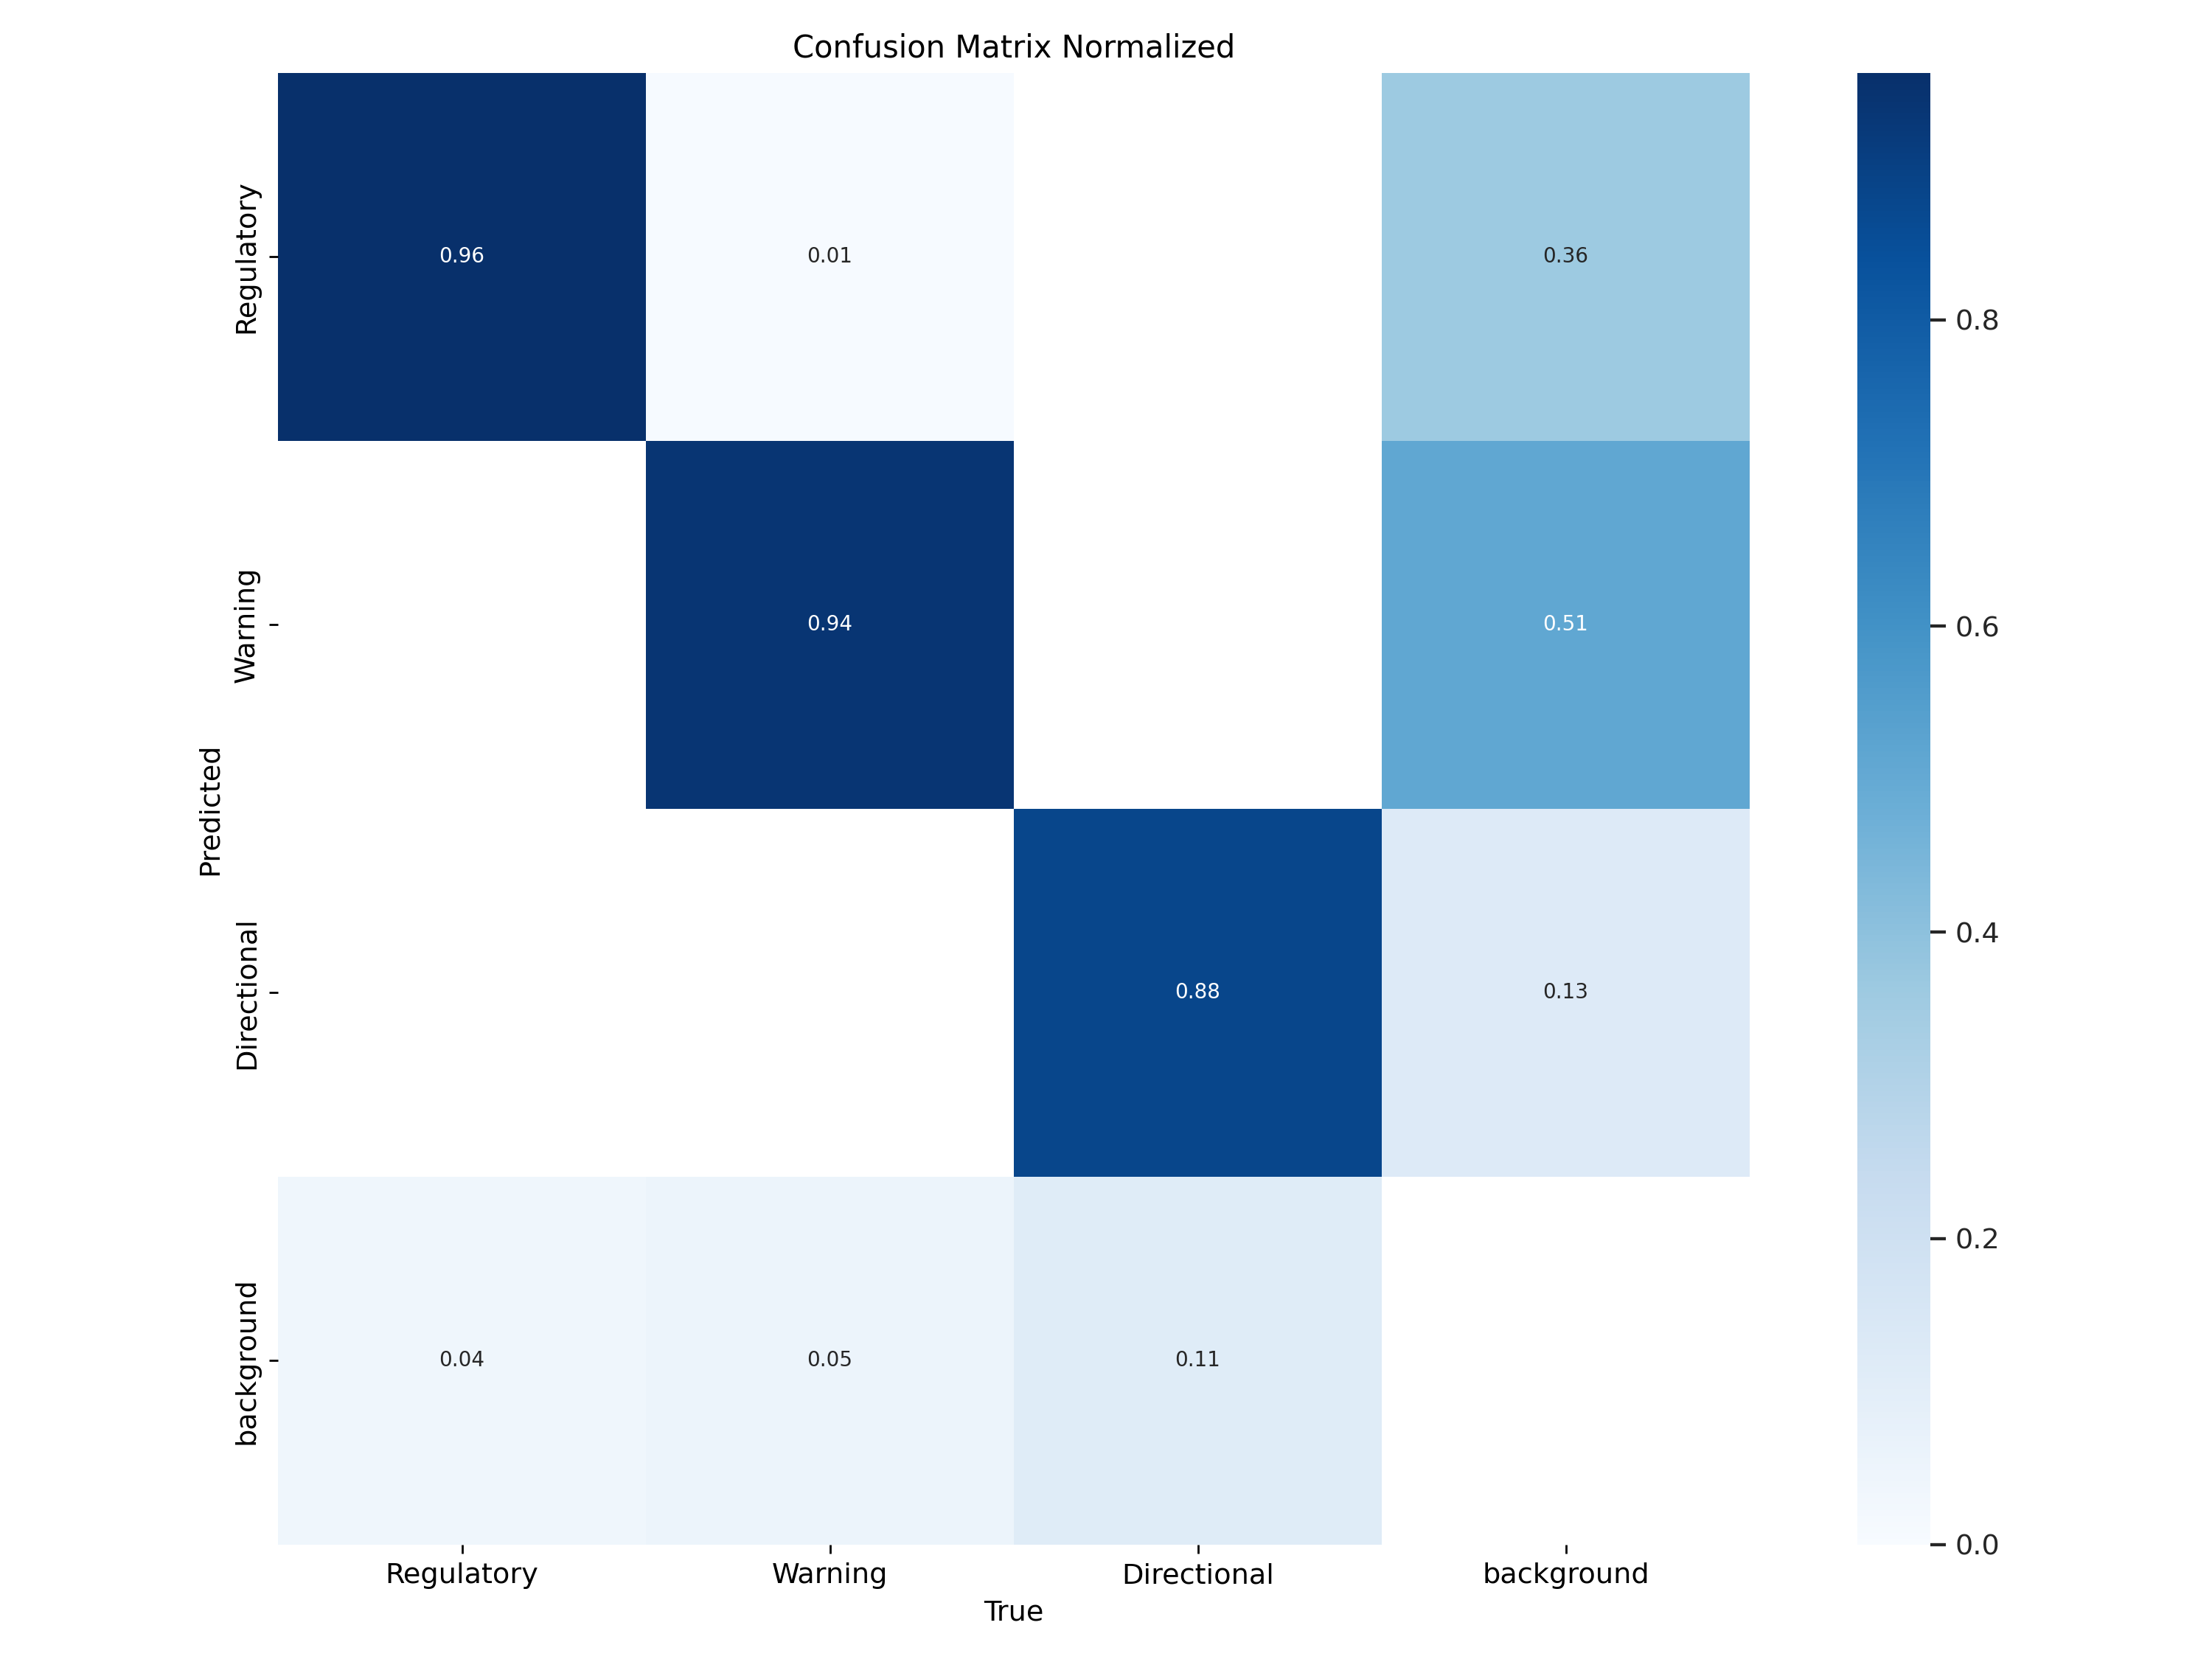 Confusion Matrix Normalized
Regulatory
0.96
0.01
0.36
0.8
Warning
0.94
0.51
0.6
Predicted
Directional
0.88
0.13
0.4
background
0.04
0.05
0.11
0.2
0.0
Regulatory
Warning
Directional
background
True